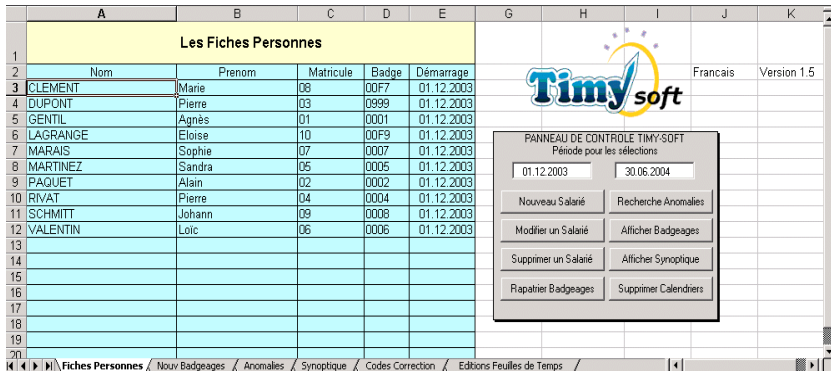 A B C D E G H I J K
1 Les Fiches Personnes
2 Nom Prenom Matricule Badge Démarrage Francais Version 1.5
Timy soft
3 CLEMENT Marie 08 00F7 01.12.2003
4 DUPONT Pierre 03 0999 01.12.2003
5 GENTIL Agnès 01 0001 01.12.2003
6 LAGRANGE Eloise 10 00F9 01.12.2003
7 MARAIS Sophie 07 0007 01.12.2003
8 MARTINEZ Sandra 05 0005 01.12.2003
9 PAQUET Alain 02 0002 01.12.2003
10 RIVAT Pierre 04 0004 01.12.2003
11 SCHMITT Johann 09 0008 01.12.2003
12 VALENTIN Loïc 06 0006 01.12.2003
13
14
15
16
17
18
19
20
PANNEAU DE CONTROLE TIMY-SOFT
Période pour les sélections
01.12.2003 30.06.2004
Nouveau Salarié Recherche Anomalies
Modifier un Salarié Afficher Badgeages
Supprimer un Salarié Afficher Synoptique
Rapatrier Badgeages Supprimer Calendriers
Fiches Personnes Nouv Badgeages Anomalies Synoptique Codes Correction Editions Feuilles de Temps